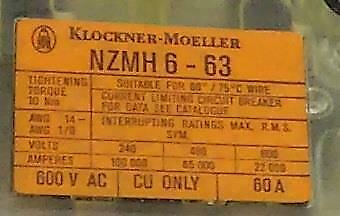 KLOCKNER-MOELLER
NZMH 6 - 63
TIGHTENING TORQUE 10 Nm
SUITABLE FOR 60° / 75°C WIRE
CURRENT LIMITING CIRCUIT BREAKER
FOR DATA SEE CATALOGUE
AWG 14 -
AWG 1/0
INTERRUPTING RATINGS MAX. R.M.S. SYM.
VOLTS 240 480 600
AMPERES 100 000 65 000 22 000
600 V AC CU ONLY 60 A